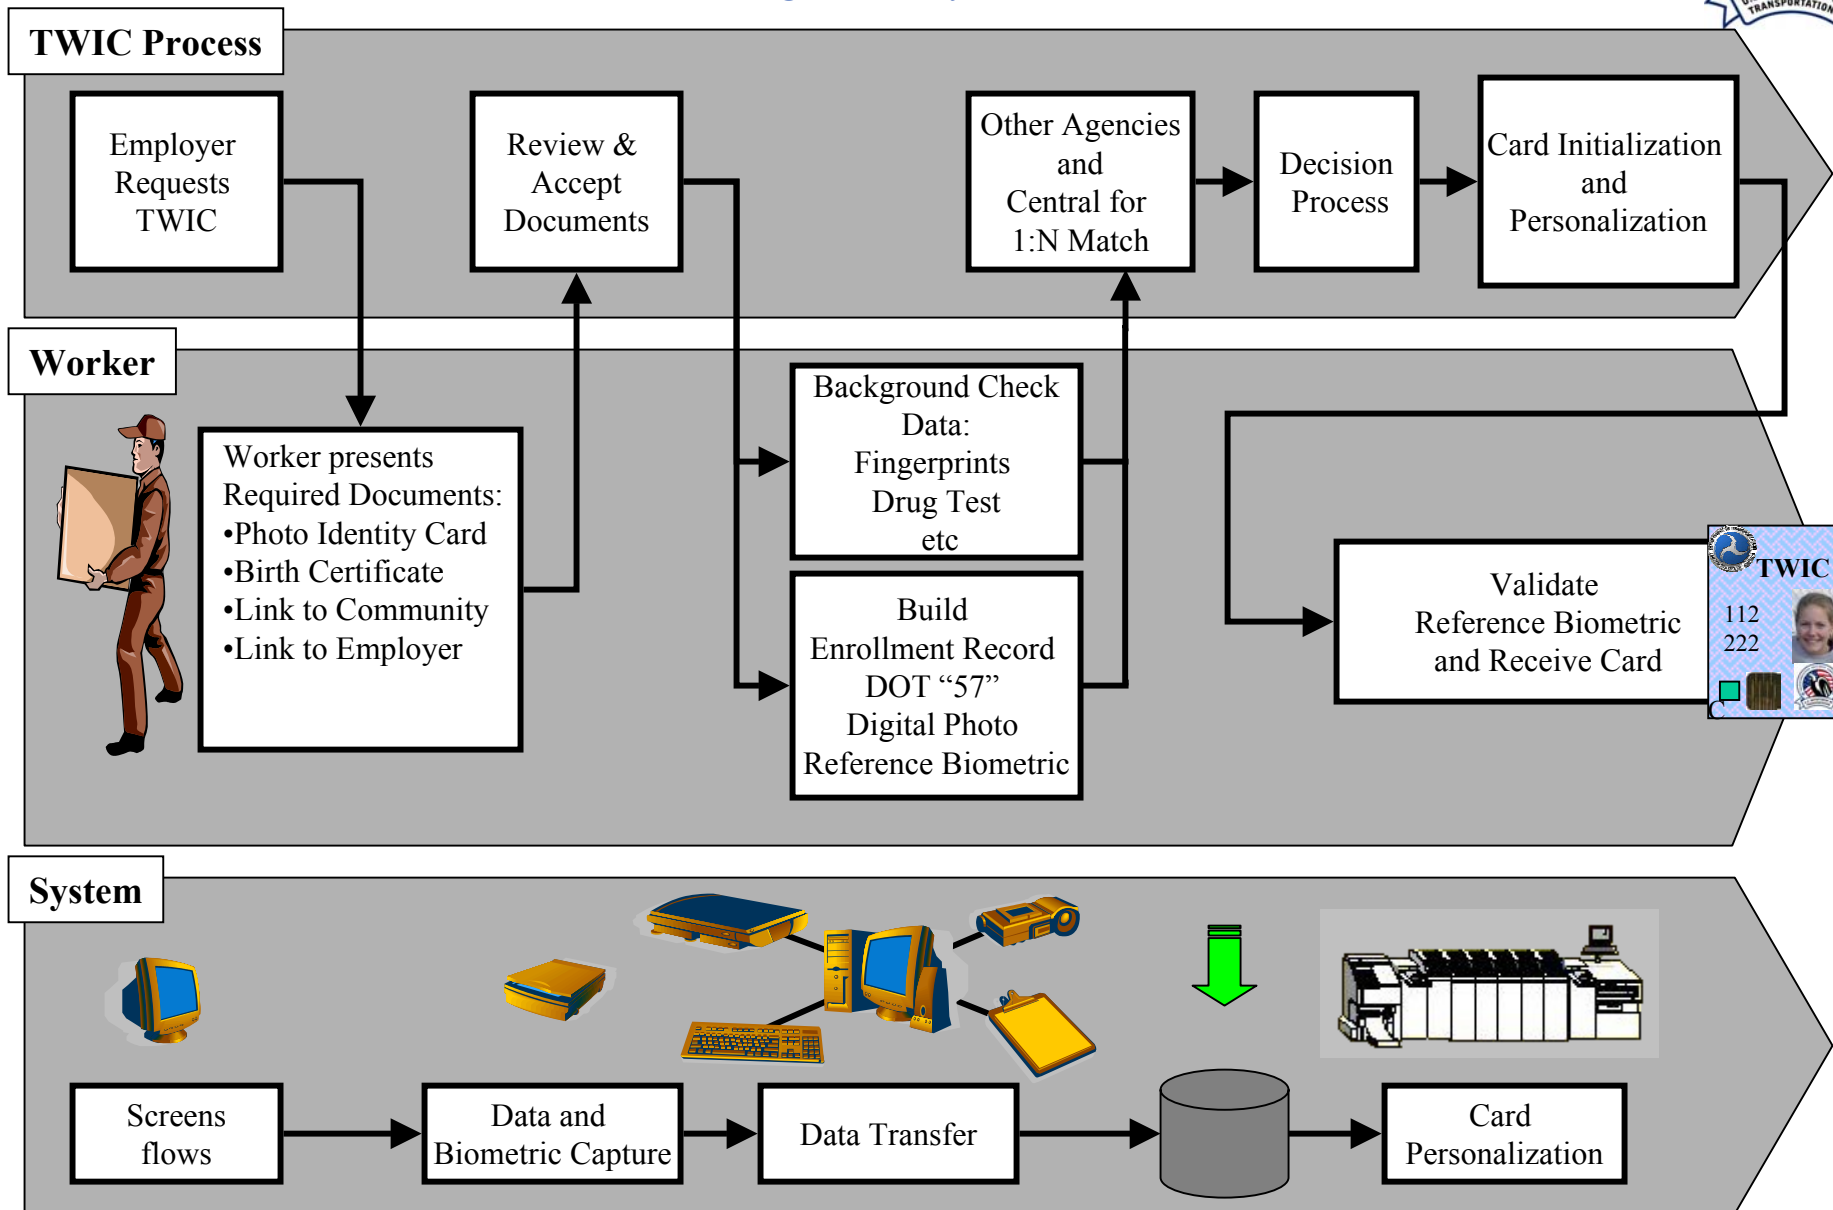 TRANSPORTATION
TWIC Process
Employer
Requests
TWIC
Review &
Accept
Documents
Other Agencies
and
Central for
1:N Match
Decision
Process
Card Initialization
and
Personalization
Worker
Worker presents
Required Documents:
•Photo Identity Card
•Birth Certificate
•Link to Community
•Link to Employer
Background Check
Data:
Fingerprints
Drug Test
etc
Build
Enrollment Record
DOT “57”
Digital Photo
Reference Biometric
Validate
Reference Biometric
and Receive Card
TWIC
112
222
C
System
Screens
flows
Data and
Biometric Capture
Data Transfer
Card
Personalization